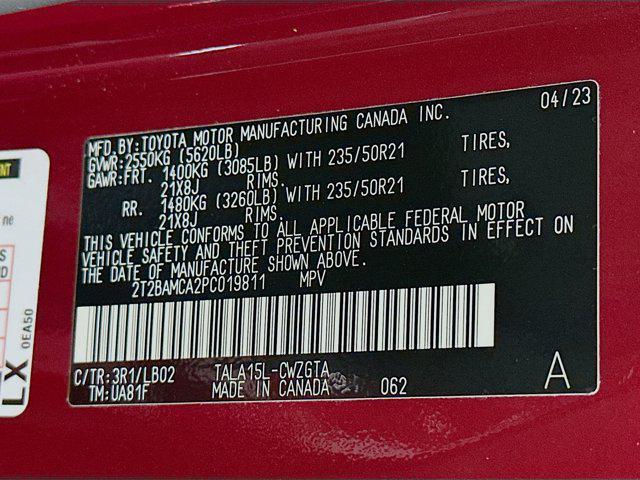 04/23
MFD.BY:TOYOTA MOTOR MANUFACTURING CANADA INC.
GVWR:2550KG (5620LB)
GAWR:FRT. 1400KG (3085LB) WITH 235/50R21 TIRES,
21X8J RIMS.
RR. 1480KG (3260LB) WITH 235/50R21 TIRES,
21X8J RIMS.
THIS VEHICLE CONFORMS TO ALL APPLICABLE FEDERAL MOTOR
VEHICLE SAFETY AND THEFT PREVENTION STANDARDS IN EFFECT ON
THE DATE OF MANUFACTURE SHOWN ABOVE.
2T2BAMCA2PC019811 MPV
C/TR:3R1/LB02 TALA15L-CWZGTA
TM:UA81F MADE IN CANADA 062 A
ne
LX
0EA50